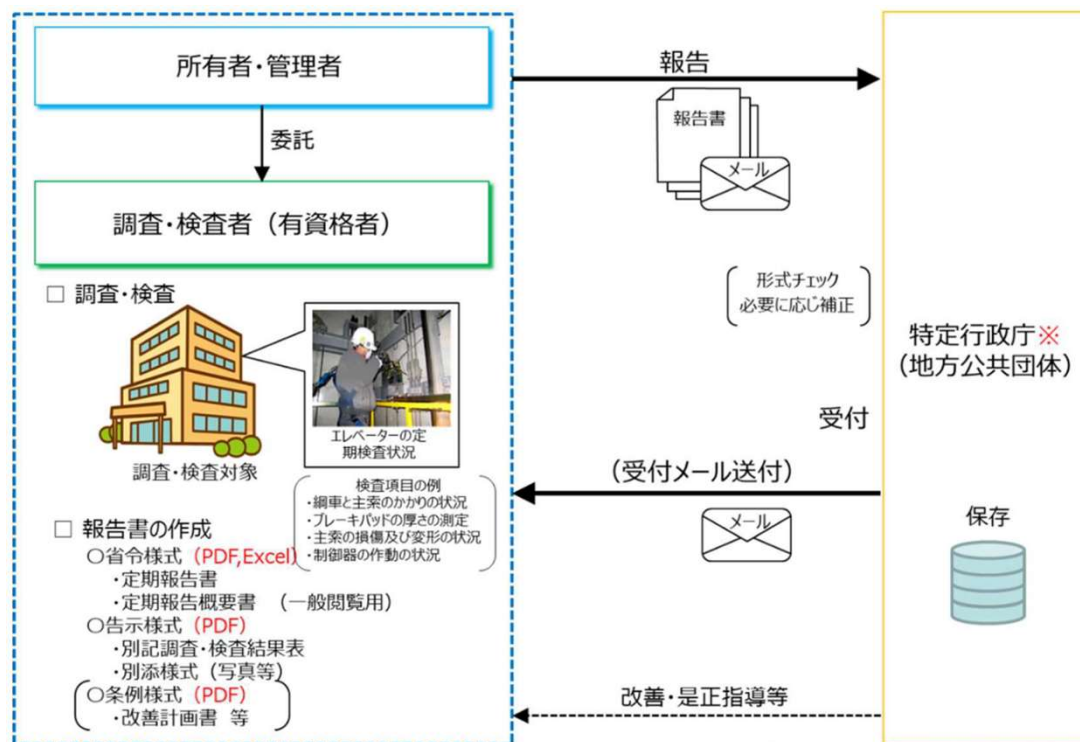 所有者・管理者
委託
調査・検査者（有資格者）
□ 調査・検査
エレベーターの定
期検査状況
調査・検査対象
検査項目の例
・綱車と主索のかかりの状況
・ブレーキパッドの厚さの測定
・主索の損傷及び変形の状況
・制御器の作動の状況
□ 報告書の作成
〇省令様式（PDF,Excel）
・定期報告書
・定期報告概要書　（一般閲覧用）
〇告示様式（PDF）
・別記調査・検査結果表
・別添様式（写真等）
〇条例様式（PDF）
・改善計画書　等
報告
報告書
メール
形式チェック
必要に応じ補正
受付
（受付メール送付）
メール
改善・是正指導等
特定行政庁※
（地方公共団体）
保存